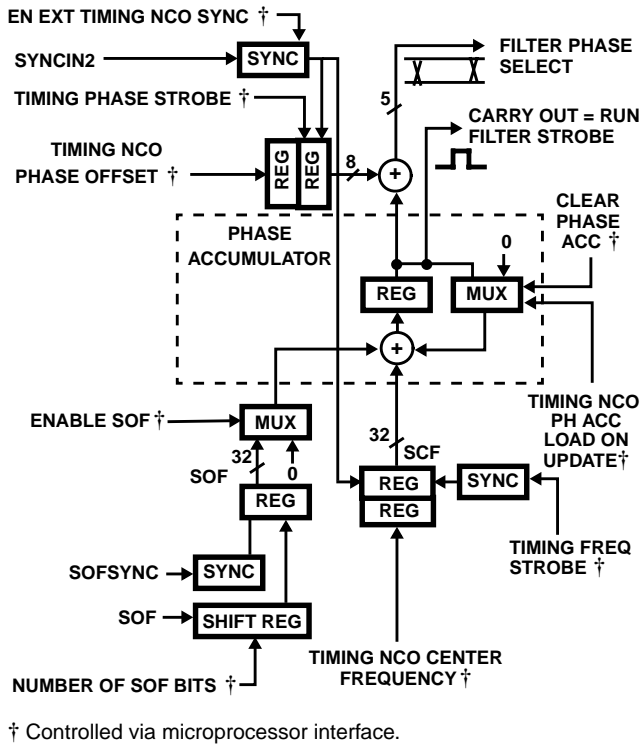 EN EXT TIMING NCO SYNC †
SYNCIN2
SYNC
TIMING PHASE STROBE †
TIMING NCO
PHASE OFFSET †
REG
REG
8
5
+
FILTER PHASE
SELECT
CARRY OUT = RUN
FILTER STROBE
CLEAR
PHASE
ACC †
PHASE
ACCUMULATOR
0
REG
MUX
+
TIMING NCO
PH ACC
LOAD ON
UPDATE†
ENABLE SOF†
MUX
32
SOF
0
REG
32
SCF
REG
REG
SYNC
TIMING FREQ
STROBE †
SOFSYNC
SYNC
SOF
SHIFT REG
NUMBER OF SOF BITS †
TIMING NCO CENTER
FREQUENCY†
† Controlled via microprocessor interface.